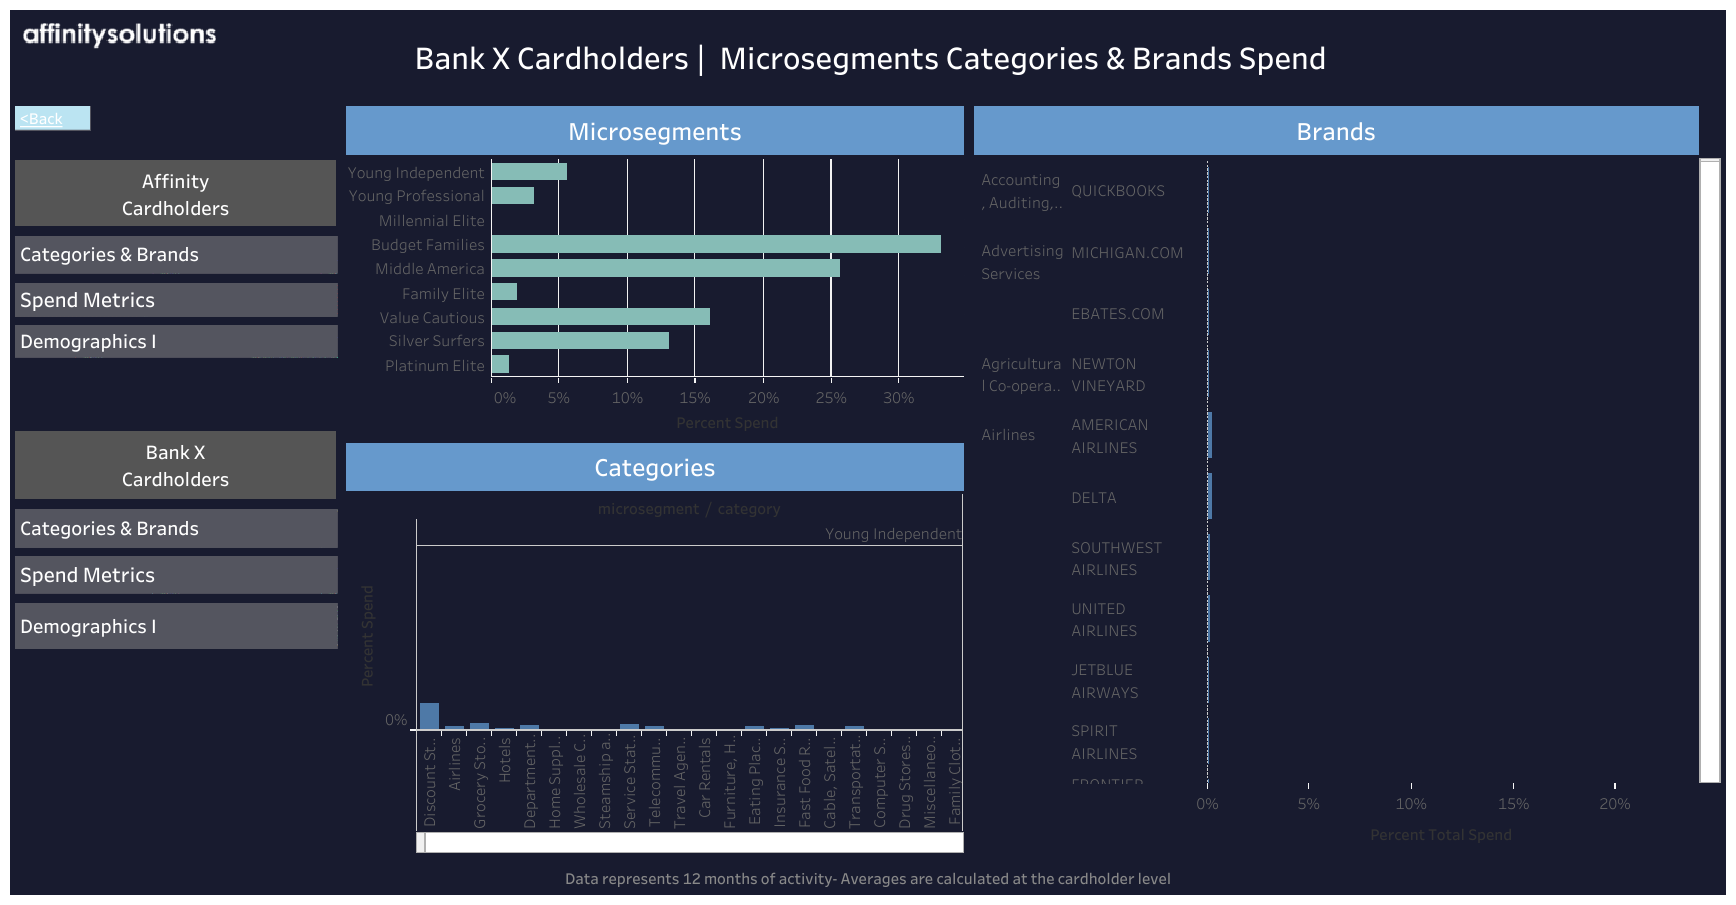 affinitysolutions
Bank X Cardholders | Microsegments Categories & Brands Spend
<Back
Affinity
Cardholders
Categories & Brands
Spend Metrics
Demographics I
Bank X
Cardholders
Categories & Brands
Spend Metrics
Demographics I
Microsegments
Young Independent
Young Professional
Millennial Elite
Budget Families
Middle America
Family Elite
Value Cautious
Silver Surfers
Platinum Elite
0% 5% 10% 15% 20% 25% 30%
Percent Spend
Categories
microsegment / category
Young Independent
Percent Spend
0%
Discount St..
Airlines
Grocery Sto..
Hotels
Department..
Home Suppl..
Wholesale C..
Steamship a..
Service Stat..
Telecommu..
Travel Agen..
Car Rentals
Furniture, H..
Eating Plac..
Insurance S..
Fast Food R..
Cable, Satel..
Transportat..
Computer S..
Drug Stores..
Miscellaneo..
Family Clot..
Brands
Accounting
, Auditing,..
QUICKBOOKS
Advertising
Services
MICHIGAN.COM
EBATES.COM
Agricultura
l Co-opera..
NEWTON
VINEYARD
Airlines
AMERICAN
AIRLINES
DELTA
SOUTHWEST
AIRLINES
UNITED
AIRLINES
JETBLUE
AIRWAYS
SPIRIT
AIRLINES
FRONTIER
0% 5% 10% 15% 20%
Percent Total Spend
Data represents 12 months of activity- Averages are calculated at the cardholder level